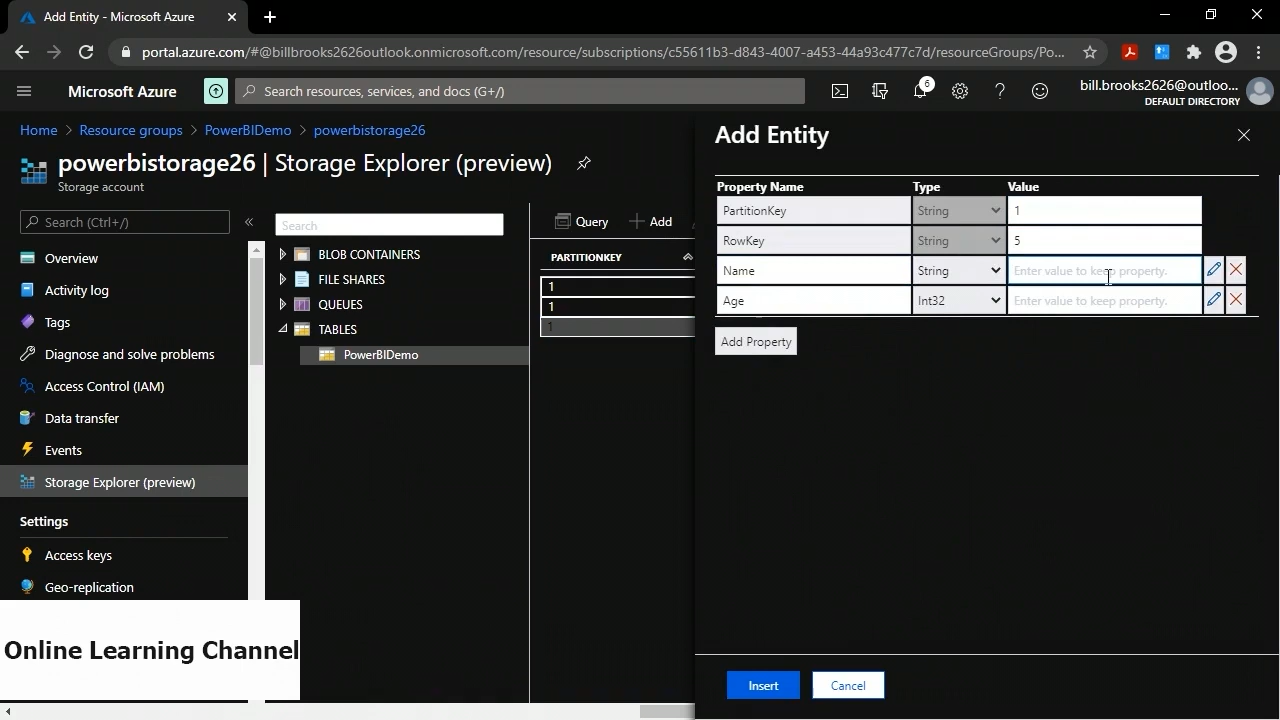 Add Entity - Microsoft Azure
portal.azure.com/#@billbrooks2626outlook.onmicrosoft.com/resource/subscriptions/c55611b3-d843-4007-a453-44a93c477c7d/resourceGroups/Po...
Microsoft Azure
Search resources, services, and docs (G+/)
6
bill.brooks2626@outloo...
DEFAULT DIRECTORY
Home > Resource groups > PowerBIDemo > powerbistorage26
powerbistorage26 | Storage Explorer (preview)
Storage account
Search (Ctrl+/)
«
Overview
Activity log
Tags
Diagnose and solve problems
Access Control (IAM)
Data transfer
Events
Storage Explorer (preview)
Settings
Access keys
Geo-replication
Search
BLOB CONTAINERS
FILE SHARES
QUEUES
TABLES
PowerBIDemo
Query
Add
PARTITIONKEY
1
1
1
Add Entity
Property Name Type Value
PartitionKey String 1
RowKey String 5
Name String Enter value to keep property.
Age Int32 Enter value to keep property.
Add Property
Insert
Cancel
Online Learning Channel